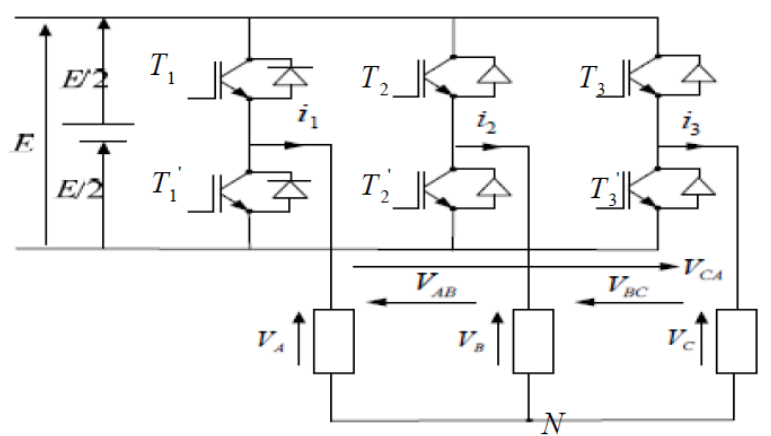 E/2
T1
T2
T3
i1
i2
i3
E
E/2
T1'
T2'
T3'
VCA
VAB
VBC
VA
VB
VC
N